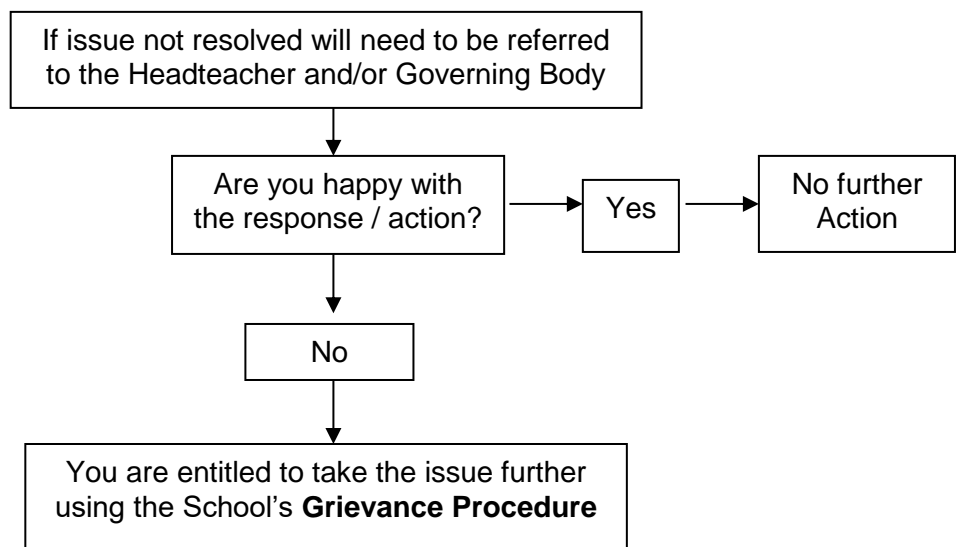 If issue not resolved will need to be referred
to the Headteacher and/or Governing Body
Are you happy with
the response / action?
Yes
No further
Action
No
You are entitled to take the issue further
using the School’s Grievance Procedure